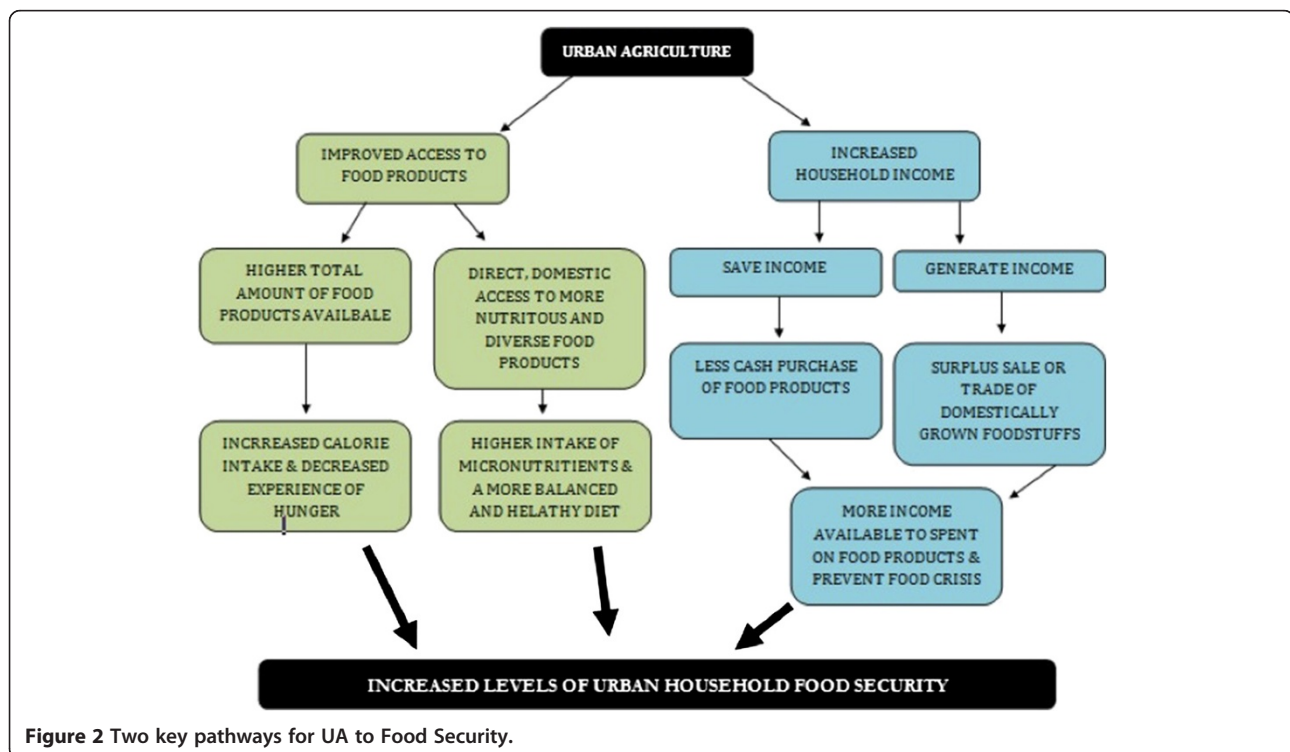 URBAN AGRICULTURE
IMPROVED ACCESS TO
FOOD PRODUCTS
INCREASED
HOUSEHOLD INCOME
HIGHER TOTAL
AMOUNT OF FOOD
PRODUCTS AVAILBALE
DIRECT, DOMESTIC
ACCESS TO MORE
NUTRITOUS AND
DIVERSE FOOD
PRODUCTS
SAVE INCOME
GENERATE INCOME
LESS CASH PURCHASE
OF FOOD PRODUCTS
SURPLUS SALE OR
TRADE OF
DOMESTICALLY
GROWN FOODSTUFFS
INCRREASED CALORIE
INTAKE & DECREASED
EXPERIENCE OF
HUNGER
HIGHER INTAKE OF
MICRONUTRITIENTS &
A MORE BALANCED
AND HELATHY DIET
MORE INCOME
AVAILABLE TO SPENT
ON FOOD PRODUCTS &
PREVENT FOOD CRISIS
INCREASED LEVELS OF URBAN HOUSEHOLD FOOD SECURITY
Figure 2 Two key pathways for UA to Food Security.